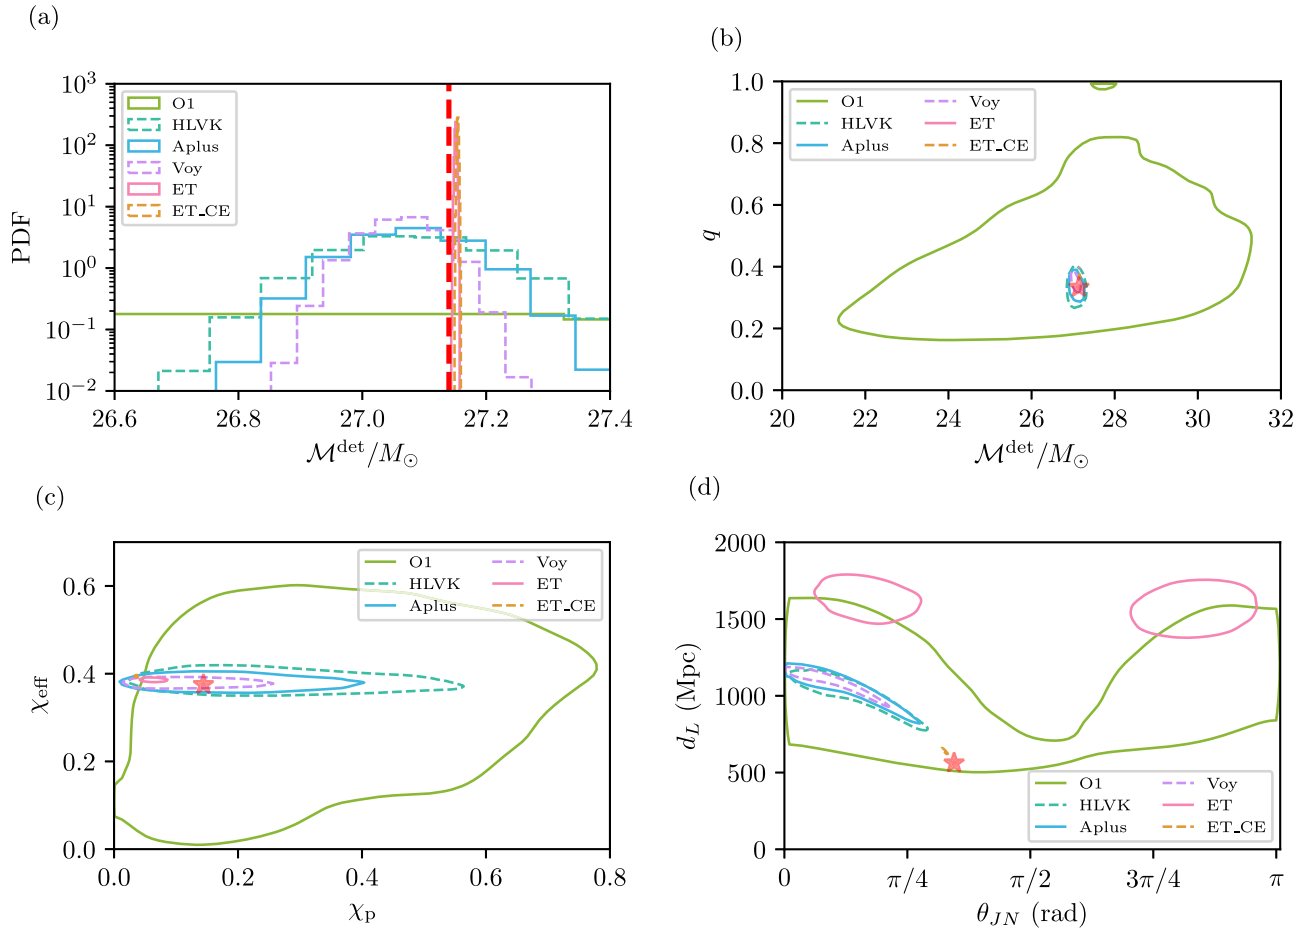 (a)
10³
10²
10¹
10⁰
10⁻¹
10⁻²
PDF
O1
HLVK
Aplus
Voy
ET
ET_CE
26.6 26.8 27.0 27.2 27.4
ℳ^det/M_⊙
(b)
1.0
0.8
0.6
0.4
0.2
0.0
q
O1
HLVK
Aplus
Voy
ET
ET_CE
20 22 24 26 28 30 32
ℳ^det/M_⊙
(c)
0.6
0.4
0.2
0.0
χ_eff
O1
HLVK
Aplus
Voy
ET
ET_CE
0.0 0.2 0.4 0.6 0.8
χ_p
(d)
2000
1500
1000
500
0
d_L (Mpc)
O1
HLVK
Aplus
Voy
ET
ET_CE
0 π/4 π/2 3π/4 π
θ_JN (rad)